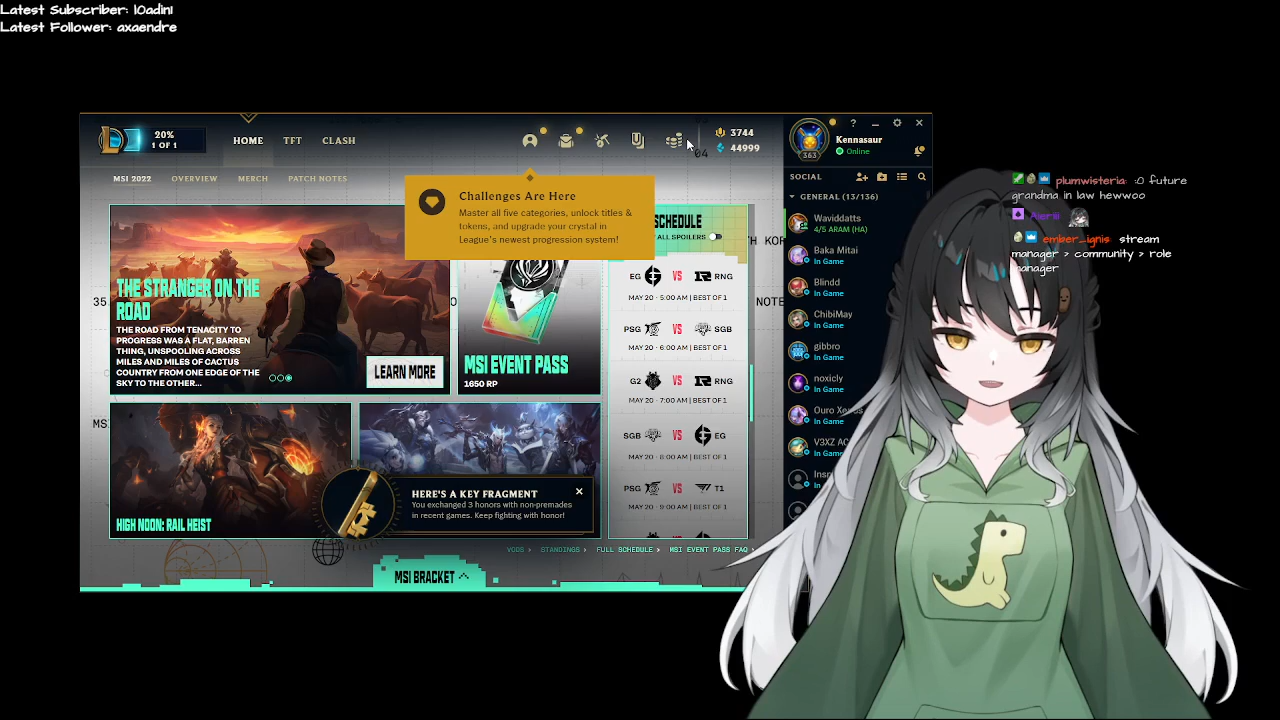 Latest Subscriber: l0adin1
Latest Follower: axaendre
20%
1 OF 1
HOME
TFT
CLASH
3744
44999
04
363
Kennasaur
Online
MSI 2022
OVERVIEW
MERCH
PATCH NOTES
Challenges Are Here
Master all five categories, unlock titles &
tokens, and upgrade your crystal in
League's newest progression system!
SCHEDULE
ALL SPOILERS
SOCIAL
GENERAL (13/136)
Waviddatts
4/5 ARAM (HA)
Baka Mitai
In Game
Blindd
In Game
ChibiMay
In Game
gibbro
In Game
noxicly
In Game
Ouro
In Game
V3XZ
In Game
THE STRANGER ON THE
ROAD
THE ROAD FROM TENACITY TO
PROGRESS WAS A FLAT, BARREN
THING, UNSPOOLING ACROSS
MILES AND MILES OF CACTUS
COUNTRY FROM ONE EDGE OF THE
SKY TO THE OTHER...
LEARN MORE
MSI EVENT PASS
1650 RP
EG VS RNG
MAY 20 - 5:00 AM | BEST OF 1
PSG VS SGB
MAY 20 - 6:00 AM | BEST OF 1
G2 VS RNG
MAY 20 - 7:00 AM | BEST OF 1
SGB VS EG
MAY 20 - 8:00 AM | BEST OF 1
PSG VS T1
MAY 20 - 9:00 AM | BEST OF 1
HIGH NOON: RAIL HEIST
HERE'S A KEY FRAGMENT
You exchanged 3 honors with non-premades
in recent games. Keep fighting with honor!
VODS
STANDINGS
FULL SCHEDULE
MSI EVENT PASS FAQ
MSI BRACKET
plumwisteria: :O future
grandma in law hewwoo
Aieriii
ember_ignis: stream
manager > community > role
manager